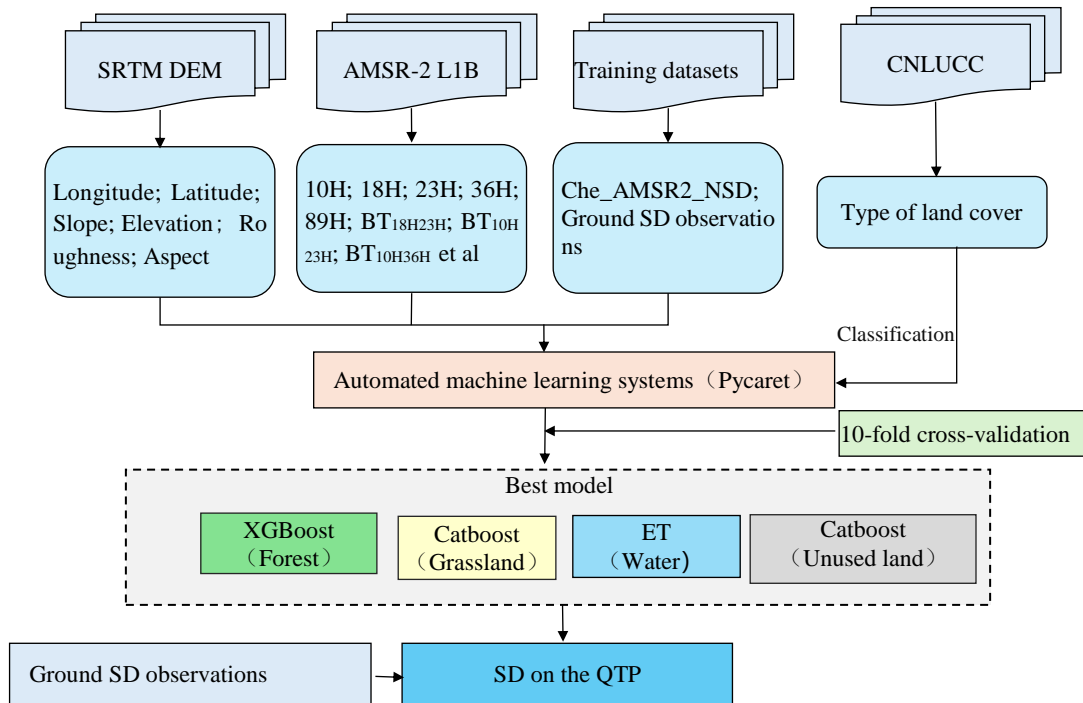 SRTM DEM
AMSR-2 L1B
Training datasets
CNLUCC
Longitude; Latitude;
Slope; Elevation； Ro
ughness; Aspect
10H; 18H; 23H; 36H;
89H; BT18H23H; BT10H
23H; BT10H36H et al
Che_AMSR2_NSD;
Ground SD observatio
ns
Type of land cover
Classification
Automated machine learning systems（Pycaret）
10-fold cross-validation
Best model
XGBoost
（Forest）
Catboost
（Grassland）
ET
（Water）
Catboost
（Unused land）
Ground SD observations
SD on the QTP